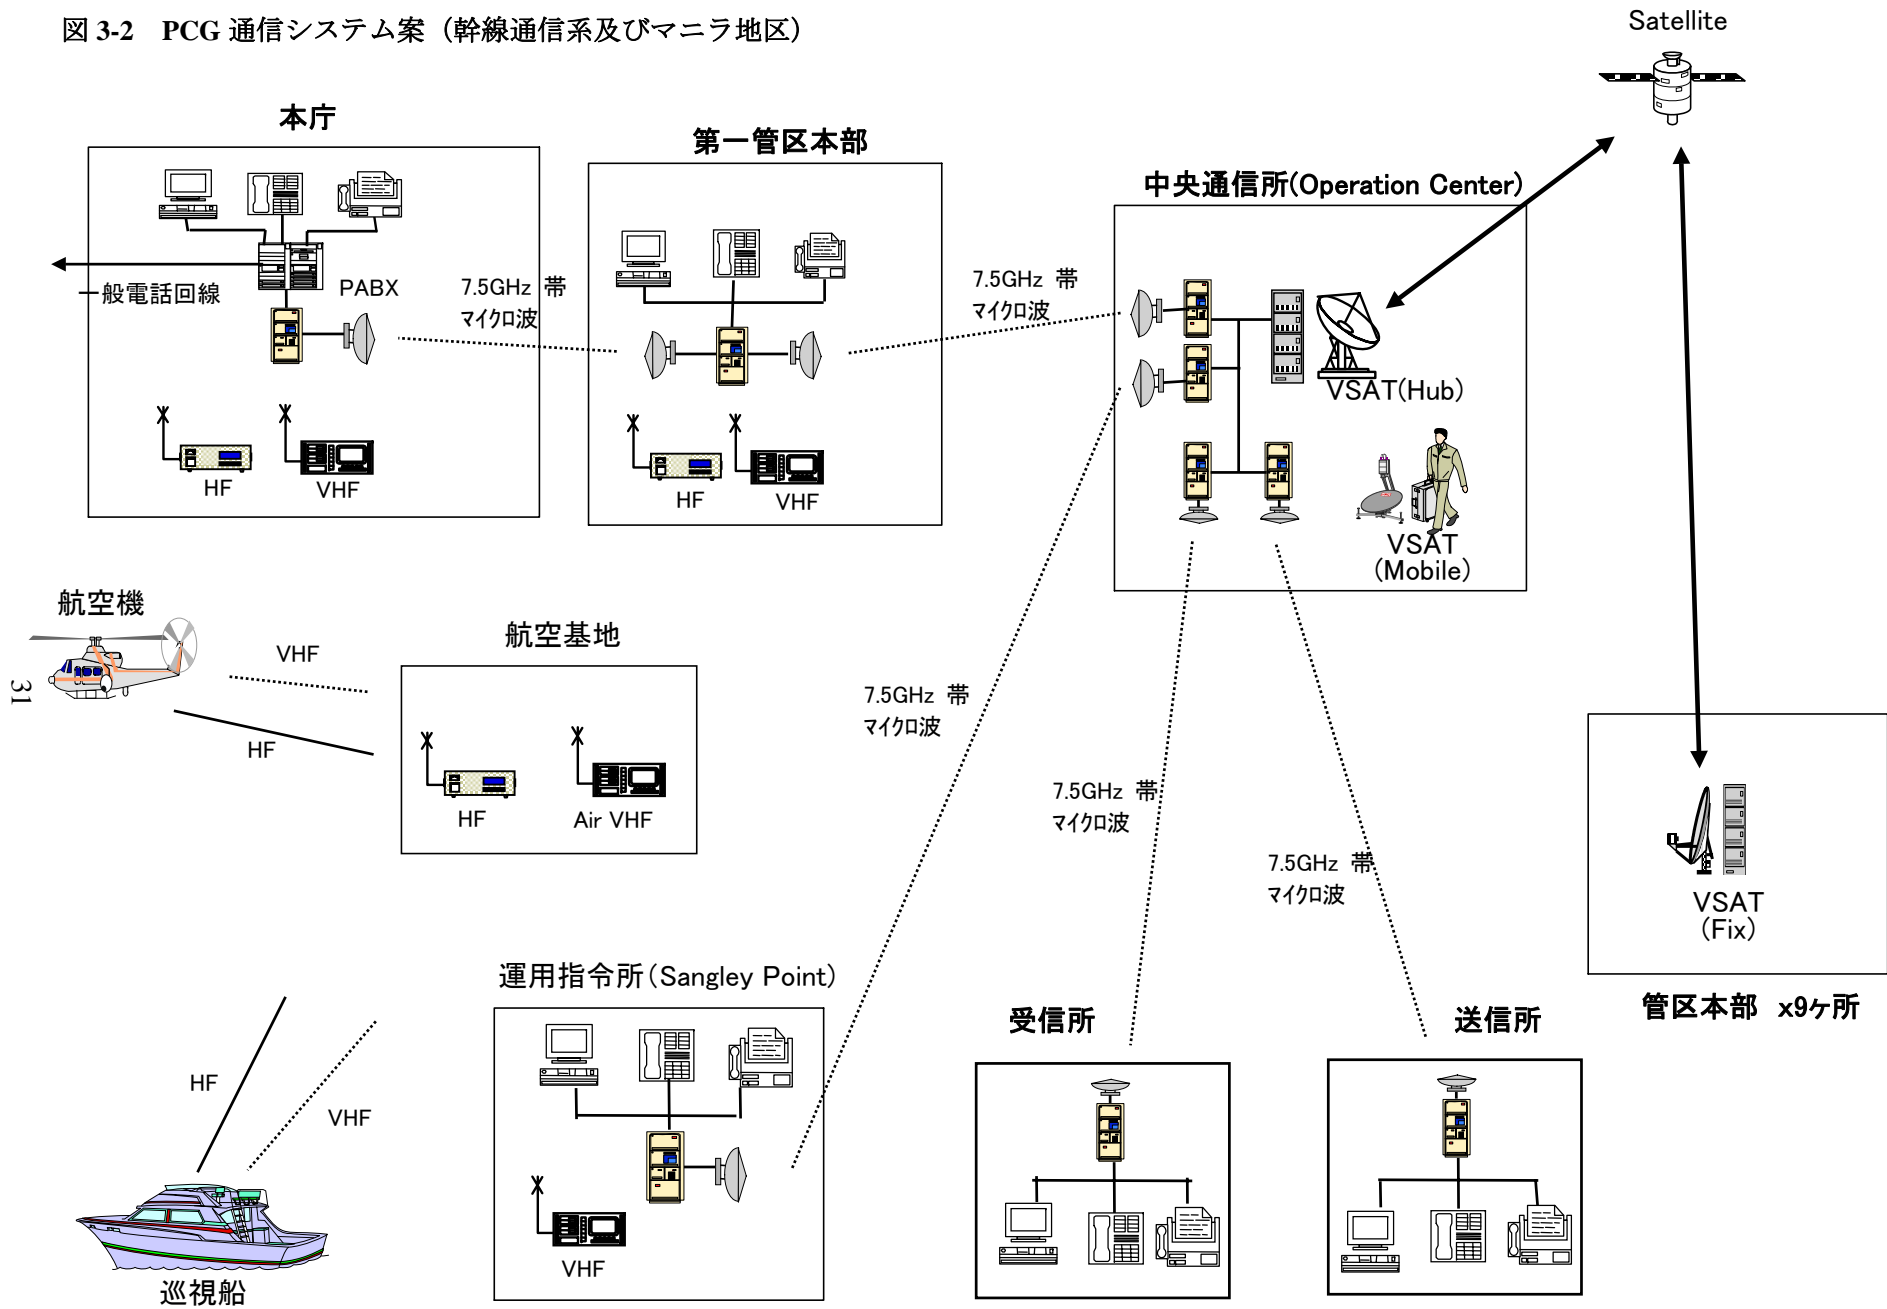 図 3-2 PCG 通信システム案（幹線通信系及びマニラ地区）
Satellite
本庁
第一管区本部
中央通信所(Operation Center)
一般電話回線
PABX
7.5GHz 帯
マイクロ波
7.5GHz 帯
マイクロ波
VSAT(Hub)
HF
VHF
HF
VHF
VSAT
(Mobile)
航空機
VHF
HF
航空基地
HF
Air VHF
7.5GHz 帯
マイクロ波
7.5GHz 帯
マイクロ波
7.5GHz 帯
マイクロ波
VSAT
(Fix)
管区本部 x9ヶ所
運用指令所(Sangley Point)
受信所
送信所
HF
VHF
VHF
巡視船
31